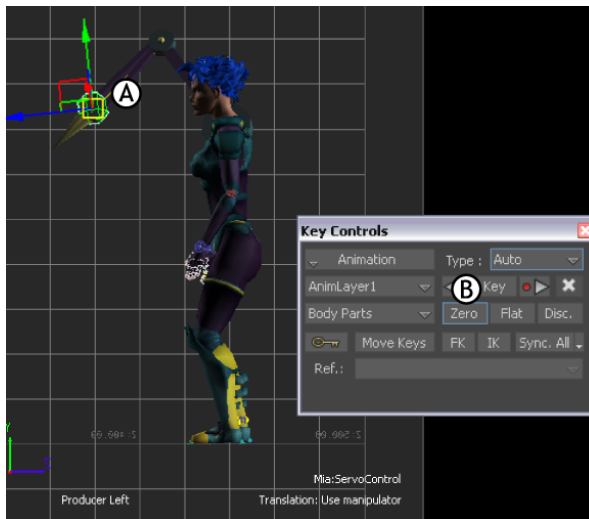 A
Key Controls
Animation Type : Auto
AnimLayer1 B Key
Body Parts Zero Flat Disc.
Move Keys FK IK Sync. All
Ref.:
Mia:ServoControl
Producer Left Translation: Use manipulator